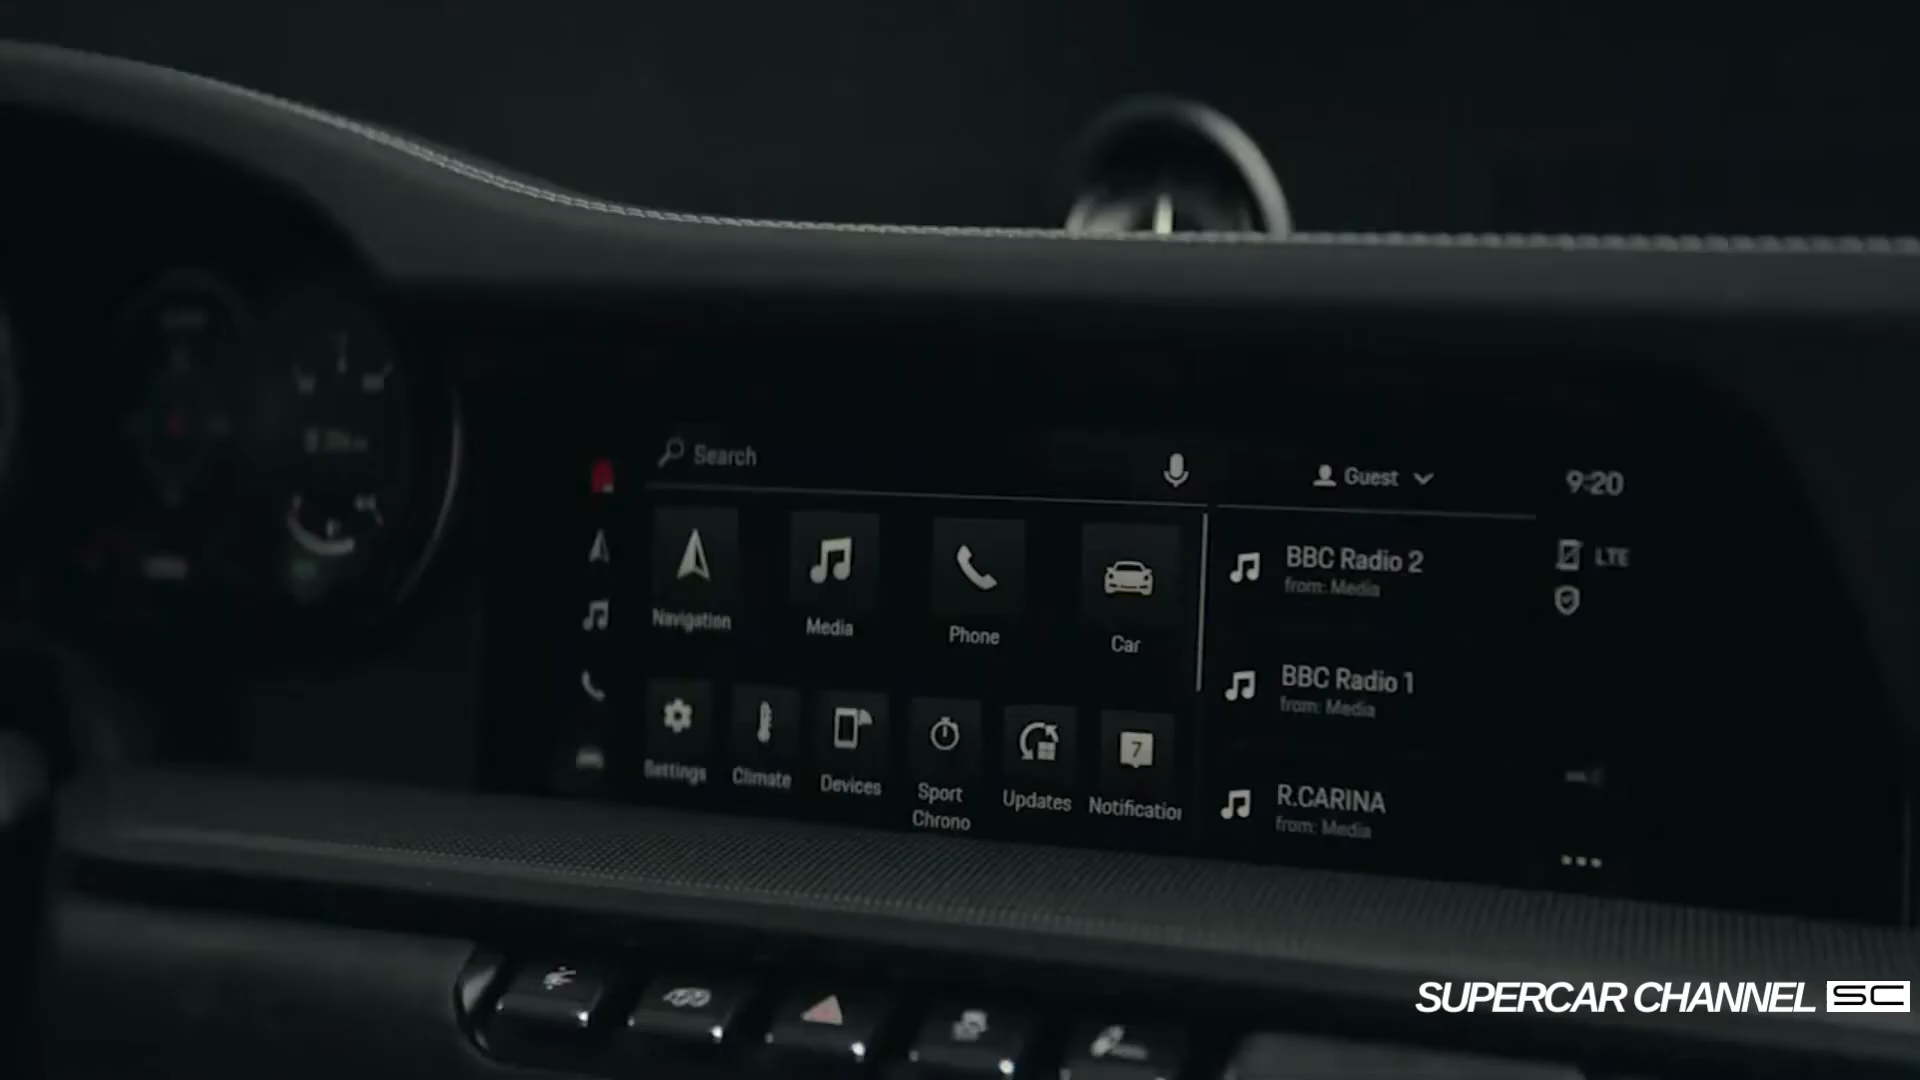 Search
Guest
9:20
LTE
Navigation
Media
Phone
Car
BBC Radio 2
from: Media
BBC Radio 1
from: Media
R.CARINA
from: Media
Settings
Climate
Devices
Sport
Chrono
Updates
7
Notification
SUPERCAR CHANNEL SC